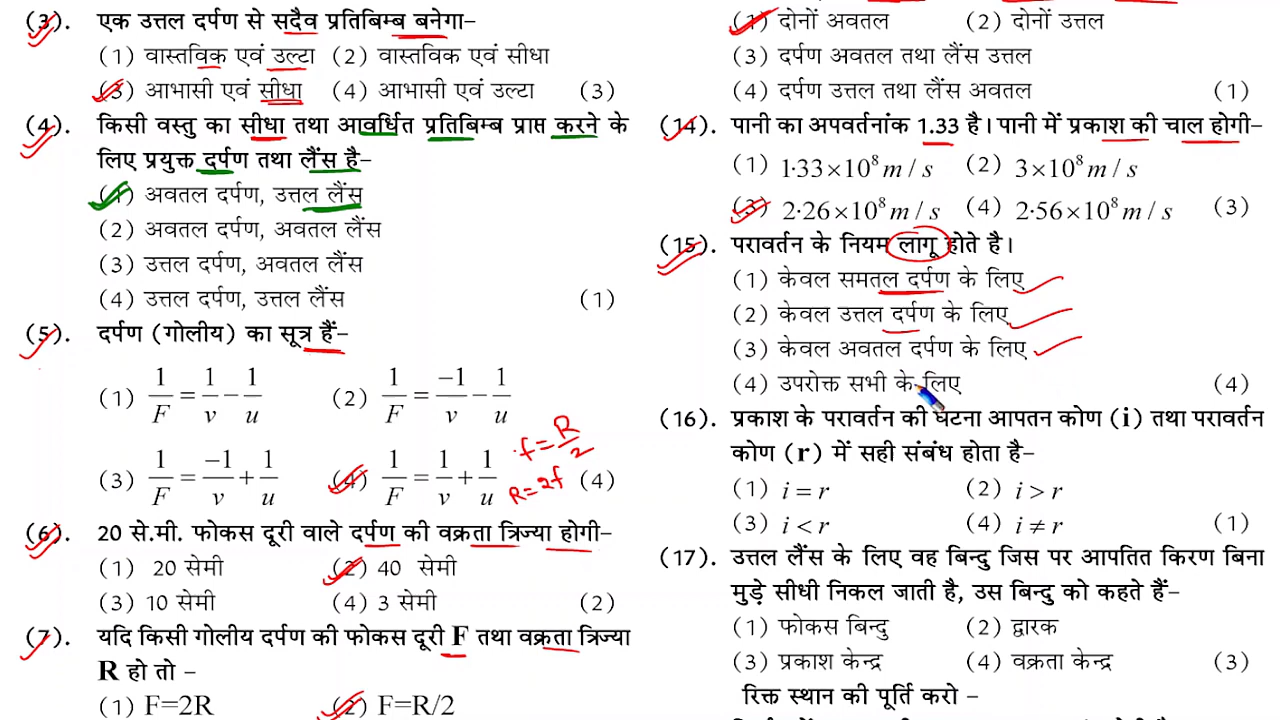 (3). एक उत्तल दर्पण से सदैव प्रतिबिम्ब बनेगा–
(1) वास्तविक एवं उल्टा (2) वास्तविक एवं सीधा
(3) आभासी एवं सीधा (4) आभासी एवं उल्टा (3)
(4). किसी वस्तु का सीधा तथा आवर्धित प्रतिबिम्ब प्राप्त करने के
लिए प्रयुक्त दर्पण तथा लैंस है–
(1) अवतल दर्पण, उत्तल लैंस
(2) अवतल दर्पण, अवतल लैंस
(3) उत्तल दर्पण, अवतल लैंस
(4) उत्तल दर्पण, उत्तल लैंस (1)
(5). दर्पण (गोलीय) का सूत्र हैं–
(1) 1/F = 1/v − 1/u (2) 1/F = −1/v − 1/u
(3) 1/F = −1/v + 1/u (4) 1/F = 1/v + 1/u (4)
f = R/2
R = 2f
(6). 20 से.मी. फोकस दूरी वाले दर्पण की वक्रता त्रिज्या होगी–
(1) 20 सेमी (2) 40 सेमी
(3) 10 सेमी (4) 3 सेमी (2)
(7). यदि किसी गोलीय दर्पण की फोकस दूरी F तथा वक्रता त्रिज्या
R हो तो –
(1) F=2R (2) F=R/2
(1) दोनों अवतल (2) दोनों उत्तल
(3) दर्पण अवतल तथा लैंस उत्तल
(4) दर्पण उत्तल तथा लैंस अवतल (1)
(14). पानी का अपवर्तनांक 1.33 है। पानी में प्रकाश की चाल होगी–
(1) 1·33×10⁸ m / s (2) 3×10⁸ m / s
(3) 2·26×10⁸ m / s (4) 2·56×10⁸ m / s (3)
(15). परावर्तन के नियम लागू होते है।
(1) केवल समतल दर्पण के लिए
(2) केवल उत्तल दर्पण के लिए
(3) केवल अवतल दर्पण के लिए
(4) उपरोक्त सभी के लिए (4)
(16). प्रकाश के परावर्तन की घटना आपतन कोण (i) तथा परावर्तन
कोण (r) में सही संबंध होता है–
(1) i = r (2) i > r
(3) i < r (4) i ≠ r (1)
(17). उत्तल लैंस के लिए वह बिन्दु जिस पर आपतित किरण बिना
मुड़े सीधी निकल जाती है, उस बिन्दु को कहते हैं–
(1) फोकस बिन्दु (2) द्वारक
(3) प्रकाश केन्द्र (4) वक्रता केन्द्र (3)
रिक्त स्थान की पूर्ति करो –